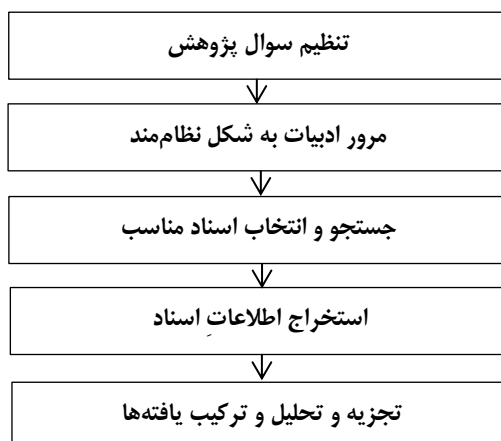 تنظیم سوال پژوهش
مرور ادبیات به شکل نظام‌مند
جستجو و انتخاب اسناد مناسب
استخراج اطلاعاتِ اسناد
تجزیه و تحلیل و ترکیب یافته‌ها